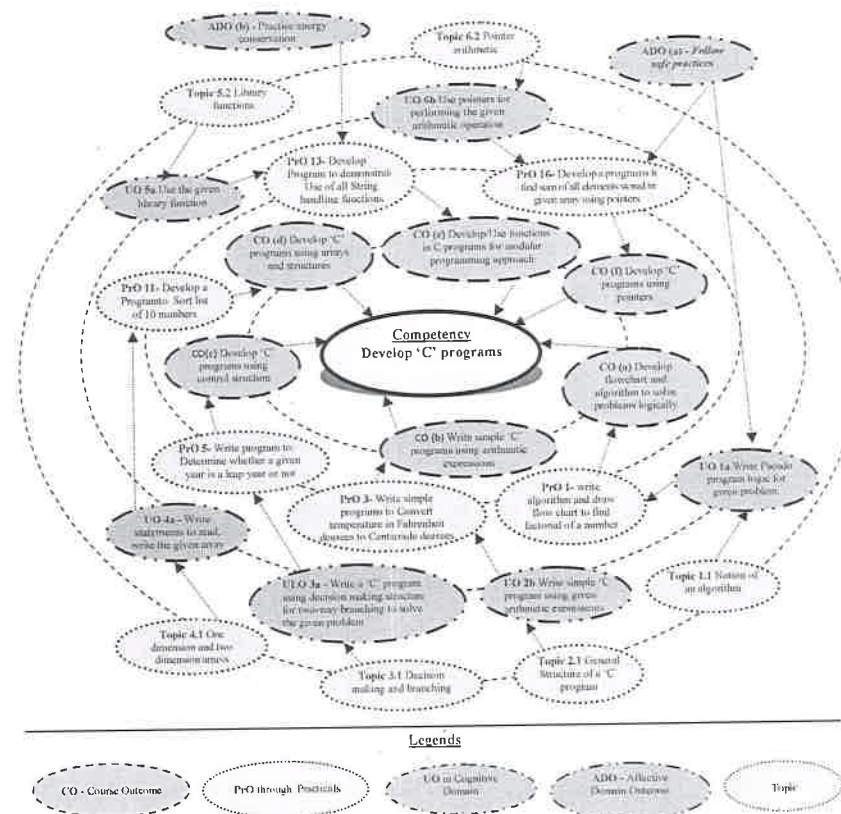 ADO (b) - Practice energy
conservation
Topic 6.2 Pointer
arithmetic
ADO (a) - Follow
safe practices
Topic 5.2 Library
functions
UO 6b Use pointers for
performing the given
arithmetic operation
PrO 13- Develop
Program to demonstrate
Use of all String
handling functions
PrO 16- Develop a programs to
find sum of all elements stored in
given array using pointers
UO 5a Use the given
library function
CO (d) Develop 'C'
programs using arrays
and structures
CO (e) Develop/Use functions
in C programs for modular
programming approach
CO (f) Develop 'C'
programs using
pointers
PrO 11- Develop a
Programto- Sort list
of 10 numbers
Competency
Develop 'C' programs
CO(c) Develop 'C'
programs using
control structure
CO (a) Develop
flowchart and
algorithm to solve
problems logically
CO (b) Write simple 'C'
programs using arithmetic
expressions
PrO 5- Write program to
Determine whether a given
year is a leap year or not
UO 1a Write Pseudo
program logic for
given problem
PrO 3- Write simple
programs to Convert
temperature in Fahrenheit
degrees to Centigrade degrees
PrO 1- write
algorithm and draw
flow chart to find
factorial of a number
UO 4a - Write
statements to read,
write the given array
ULO 3a - Write a 'C' program
using decision making structure
for two-way branching to solve
the given problem
UO 2b Write simple 'C'
program using given
arithmetic expressions
Topic 1.1 Notion of
an algorithm
Topic 4.1 One
dimension and two
dimension arrays
Topic 3.1 Decision
making and branching
Topic 2.1 General
Structure of a 'C'
program
Legends
CO - Course Outcome
PrO through Practicals
UO in Cognitive
Domain
ADO - Affective
Domain Outcome
Topic